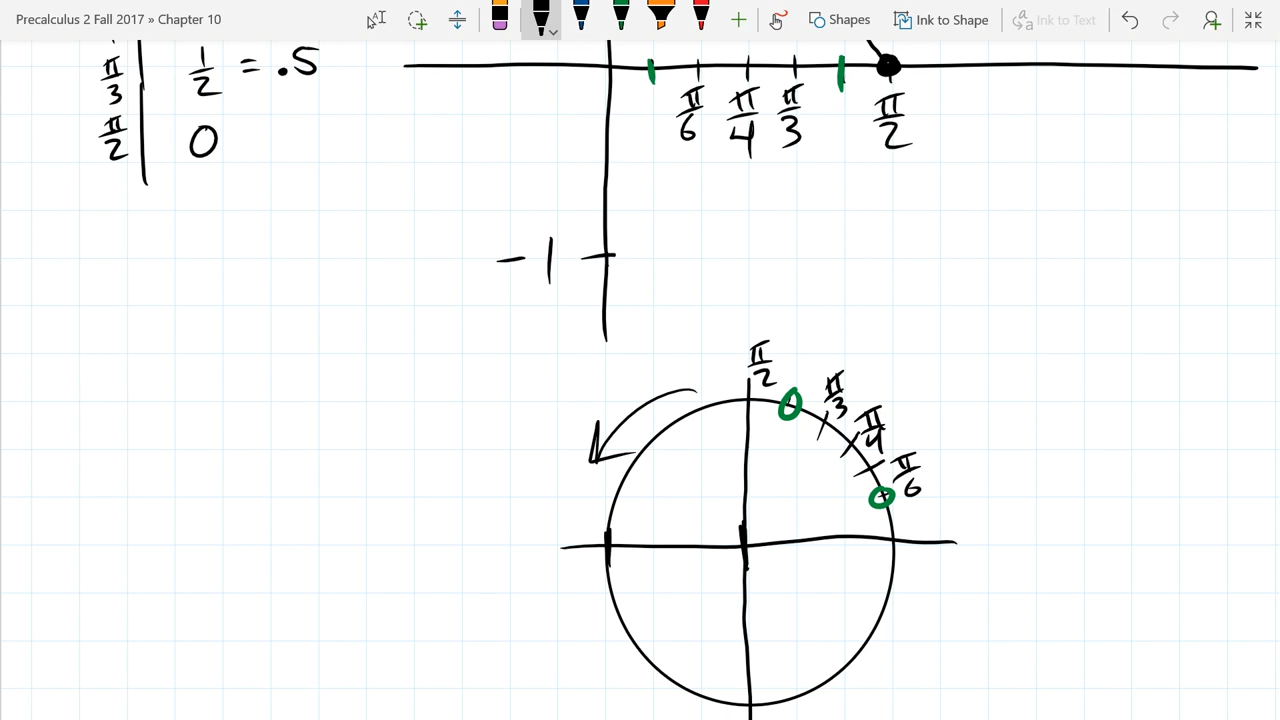 Precalculus 2 Fall 2017 » Chapter 10
Shapes
Ink to Shape
Ink to Text
π/3 1/2 = .5
π/2 0
π/6 π/4 π/3 π/2
-1
π/2
π/3
π/4
π/6